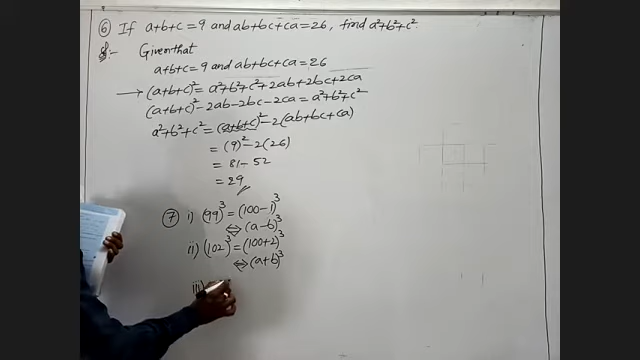 ⑥ If a+b+c = 9 and ab+bc+ca = 26, find a²+b²+c².
Sol:- Given that
a+b+c = 9 and ab+bc+ca = 26
→ (a+b+c)² = a²+b²+c²+2ab+2bc+2ca
(a+b+c)² - 2ab - 2bc - 2ca = a²+b²+c²
a²+b²+c² = (a+b+c)² - 2(ab+bc+ca)
= (9)² - 2(26)
= 81 - 52
= 29
⑦ i) (99)³ = (100-1)³
⇔ (a-b)³
ii) (102)³ = (100+2)³
⇔ (a+b)³
iii)